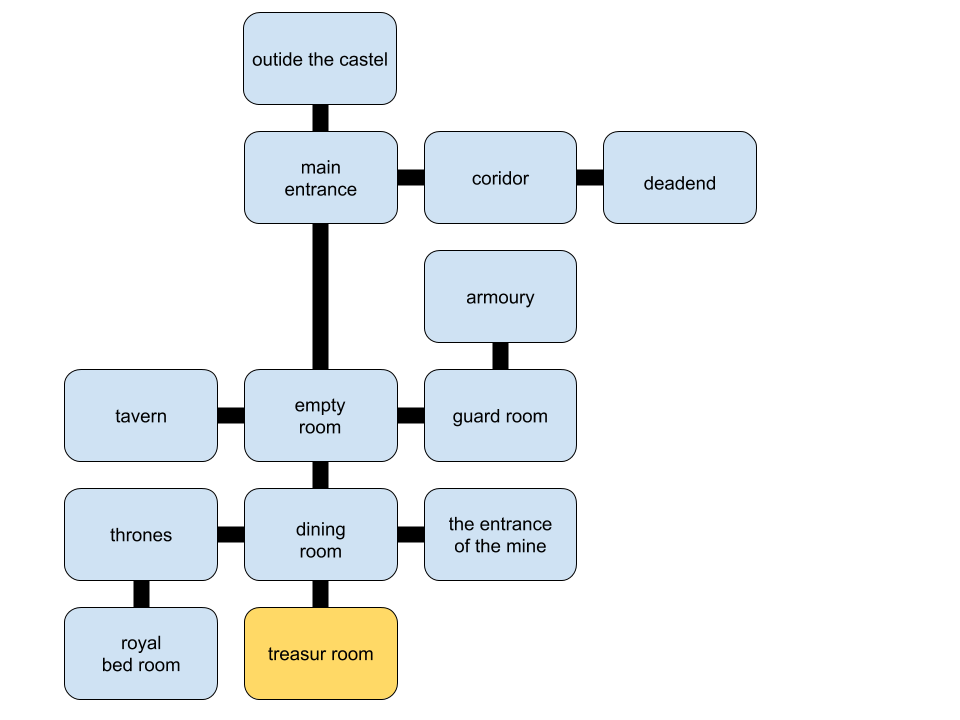 outide the castel
main
entrance
coridor
deadend
armoury
tavern
empty
room
guard room
thrones
dining
room
the entrance
of the mine
royal
bed room
treasur room